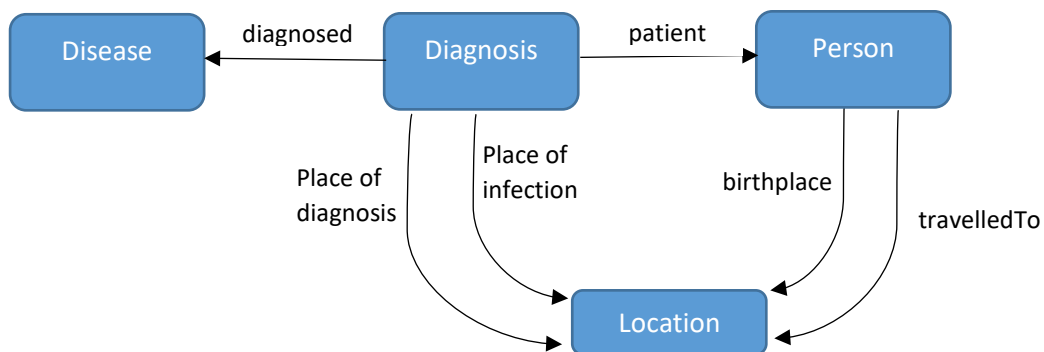 diagnosed
patient
Disease
Diagnosis
Person
Place of
diagnosis
Place of
infection
birthplace
travelledTo
Location